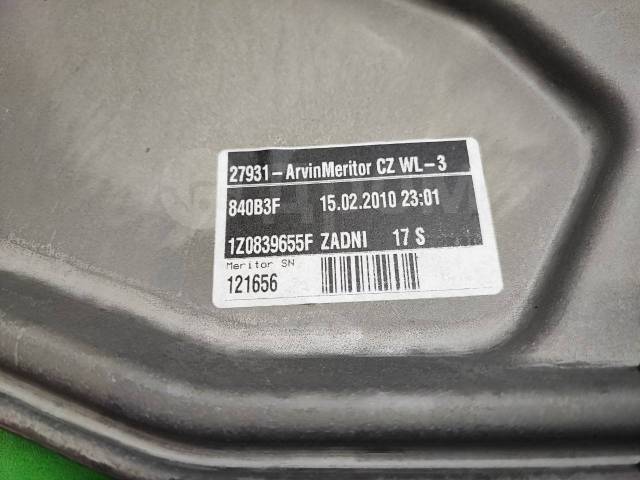 27931-ArvinMeritor CZ WL-3
840B3F 15.02.2010 23:01
1Z0839655F ZADNI 17 S
Meritor SN
121656